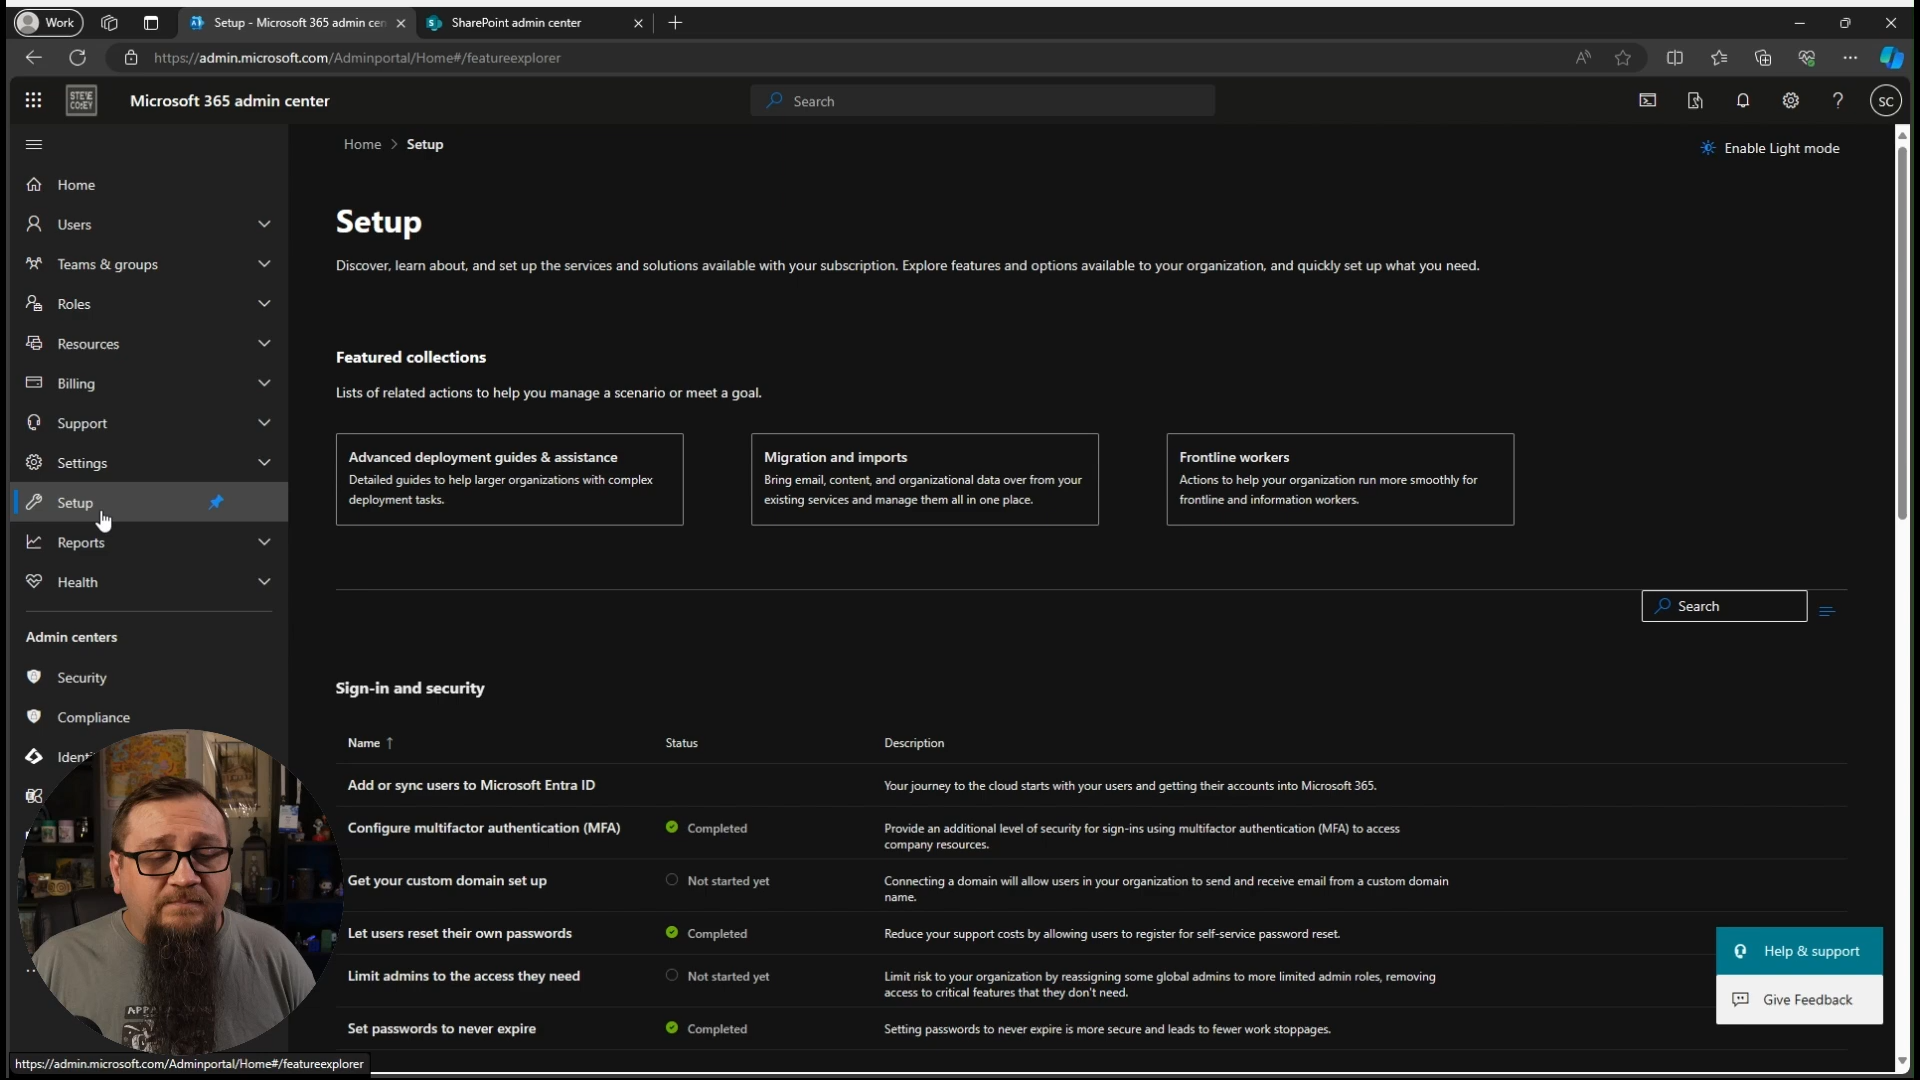 Work
Setup - Microsoft 365 admin cen
SharePoint admin center
https://admin.microsoft.com/Adminportal/Home#/featureexplorer
STEVE
COREY
Microsoft 365 admin center
Search
SC
Home > Setup
Enable Light mode
Home
Users
Teams & groups
Roles
Resources
Billing
Support
Settings
Setup
Reports
Health
Admin centers
Security
Compliance
Setup
Discover, learn about, and set up the services and solutions available with your subscription. Explore features and options available to your organization, and quickly set up what you need.
Featured collections
Lists of related actions to help you manage a scenario or meet a goal.
Advanced deployment guides & assistance
Detailed guides to help larger organizations with complex
deployment tasks.
Migration and imports
Bring email, content, and organizational data over from your
existing services and manage them all in one place.
Frontline workers
Actions to help your organization run more smoothly for
frontline and information workers.
Search
Sign-in and security
Name ↑ Status Description
Add or sync users to Microsoft Entra ID Your journey to the cloud starts with your users and getting their accounts into Microsoft 365.
Configure multifactor authentication (MFA) Completed Provide an additional level of security for sign-ins using multifactor authentication (MFA) to access
company resources.
Get your custom domain set up Not started yet Connecting a domain will allow users in your organization to send and receive email from a custom domain
name.
Let users reset their own passwords Completed Reduce your support costs by allowing users to register for self-service password reset.
Limit admins to the access they need Not started yet Limit risk to your organization by reassigning some global admins to more limited admin roles, removing
access to critical features that they don't need.
Set passwords to never expire Completed Setting passwords to never expire is more secure and leads to fewer work stoppages.
Help & support
Give Feedback
https://admin.microsoft.com/Adminportal/Home#/featureexplorer